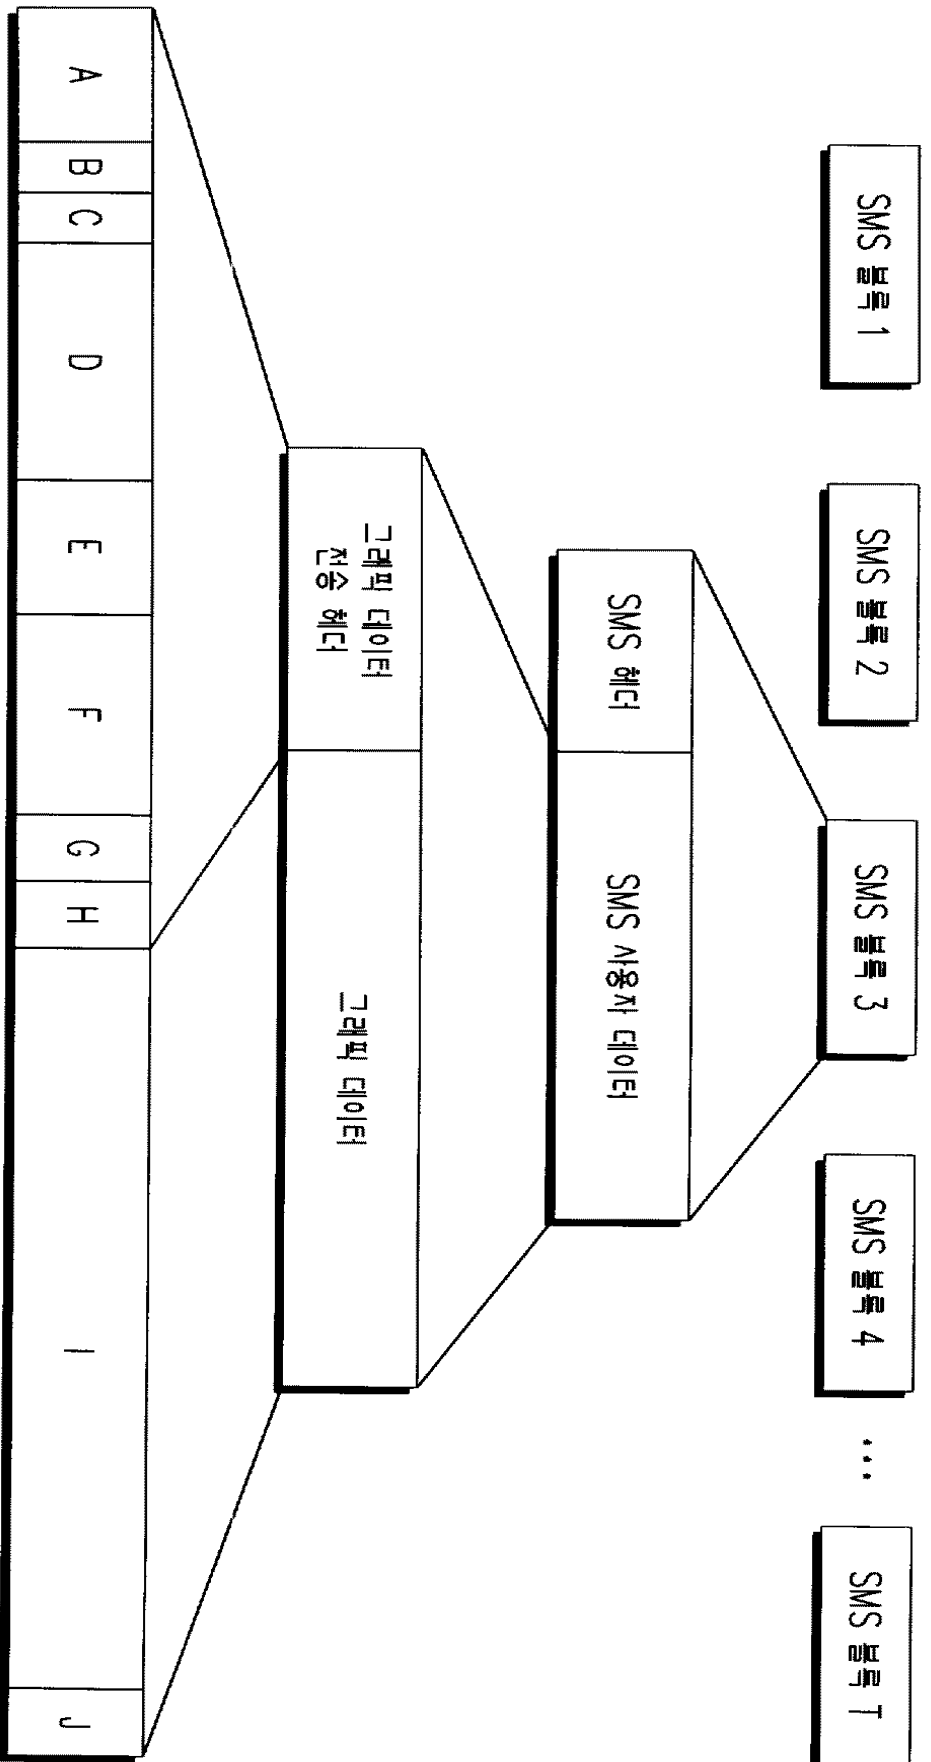 SMS 블록 1
SMS 블록 2
SMS 블록 3
SMS 블록 4
...
SMS 블록 T
SMS 헤더
SMS 사용자 데이터
그래픽 데이터
전송 헤더
그래픽 데이터
A
B
C
D
E
F
G
H
I
J